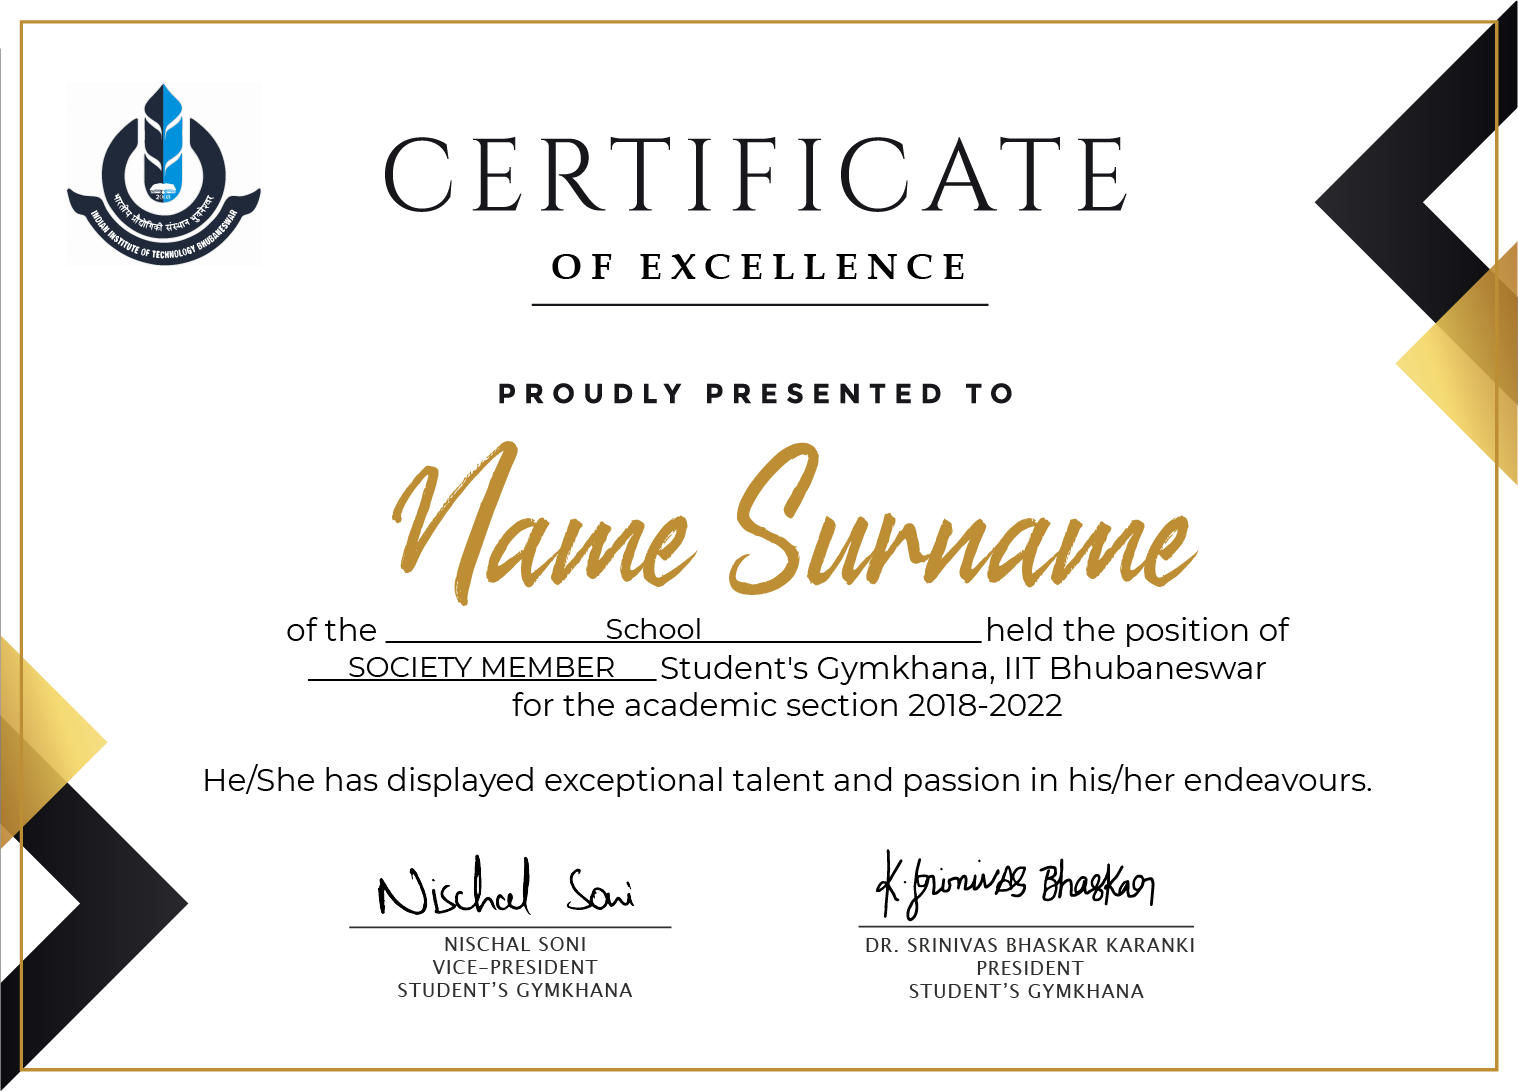 2008
भारतीय प्रौद्योगिकी संस्थान भुवनेश्वर
INDIAN INSTITUTE OF TECHNOLOGY BHUBANESWAR
CERTIFICATE
OF EXCELLENCE
PROUDLY PRESENTED TO
Name Surname
of the School held the position of
SOCIETY MEMBER Student's Gymkhana, IIT Bhubaneswar
for the academic section 2018-2022
He/She has displayed exceptional talent and passion in his/her endeavours.
Nischal Soni
K. Srinivas Bhaskar
NISCHAL SONI
VICE-PRESIDENT
STUDENT’S GYMKHANA
DR. SRINIVAS BHASKAR KARANKI
PRESIDENT
STUDENT’S GYMKHANA